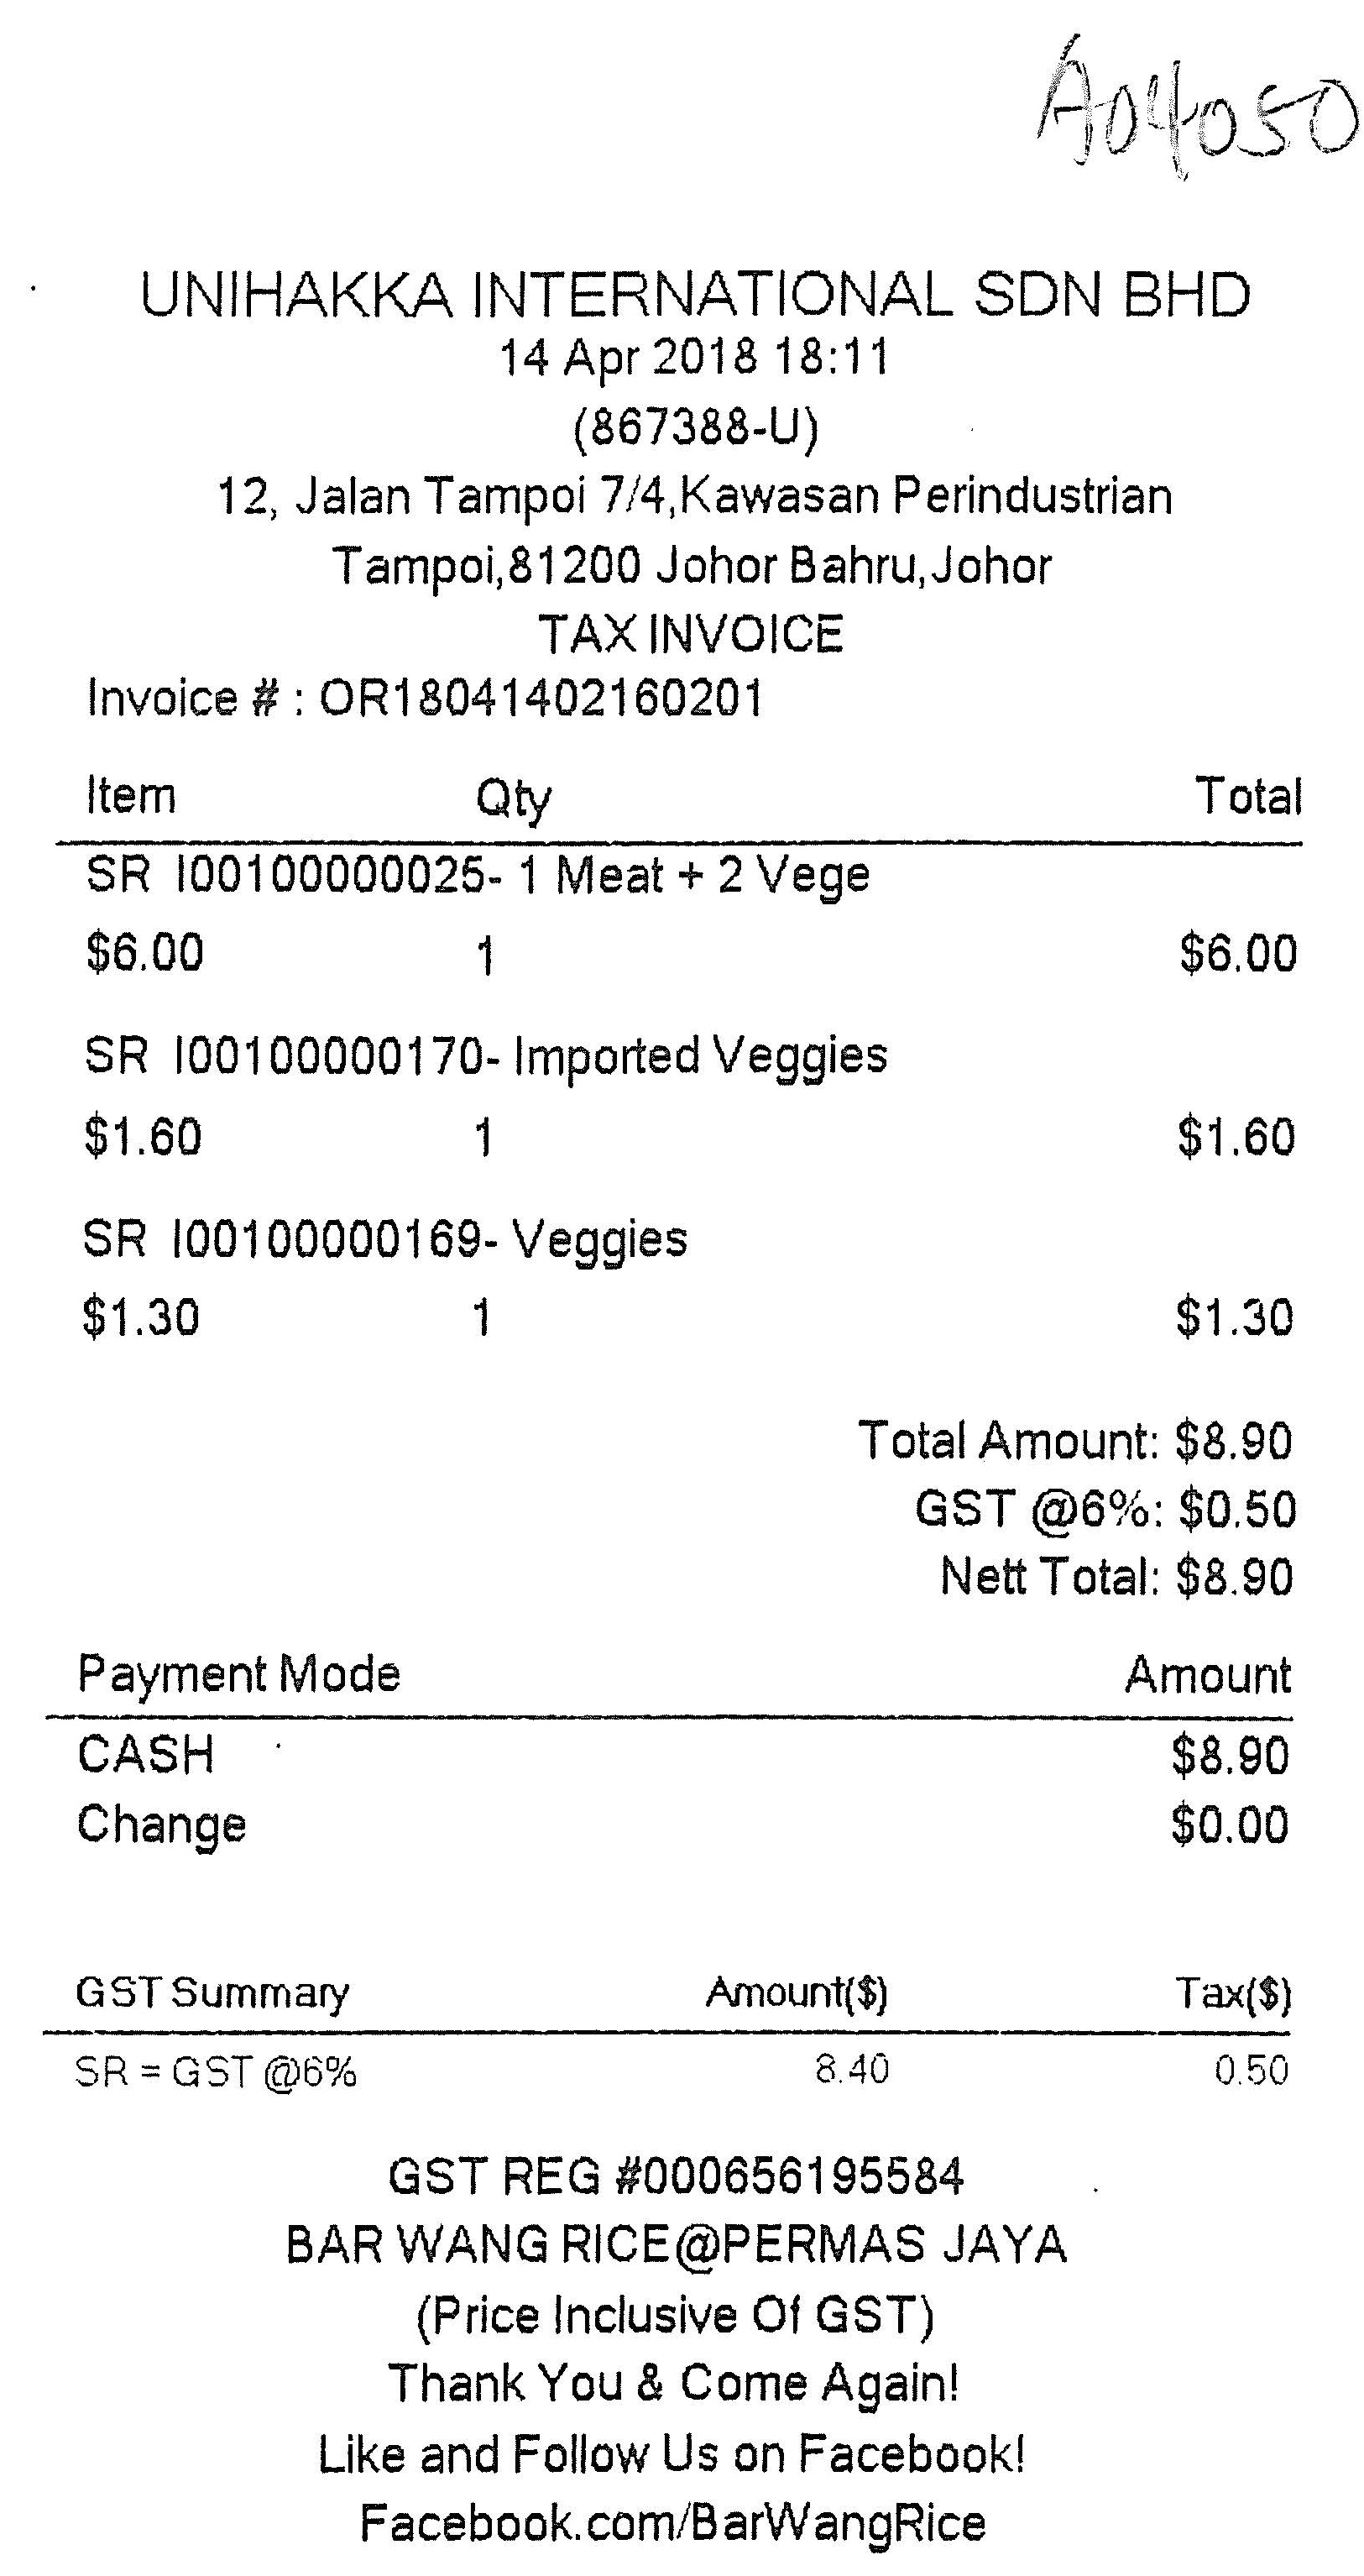 A04050
UNIHAKKA INTERNATIONAL SDN BHD
14 Apr 2018 18:11
(867388-U)
12, Jalan Tampoi 7/4,Kawasan Perindustrian
Tampoi,81200 Johor Bahru,Johor
TAX INVOICE
Invoice # : OR18041402160201
Item Qty Total
SR I00100000025- 1 Meat + 2 Vege
$6.00 1 $6.00
SR I00100000170- Imported Veggies
$1.60 1 $1.60
SR I00100000169- Veggies
$1.30 1 $1.30
Total Amount: $8.90
GST @6%: $0.50
Nett Total: $8.90
Payment Mode Amount
CASH $8.90
Change $0.00
GST Summary Amount($) Tax($)
SR = GST @6% 8.40 0.50
GST REG #000656195584
BAR WANG RICE@PERMAS JAYA
(Price Inclusive Of GST)
Thank You & Come Again!
Like and Follow Us on Facebook!
Facebook.com/BarWangRice